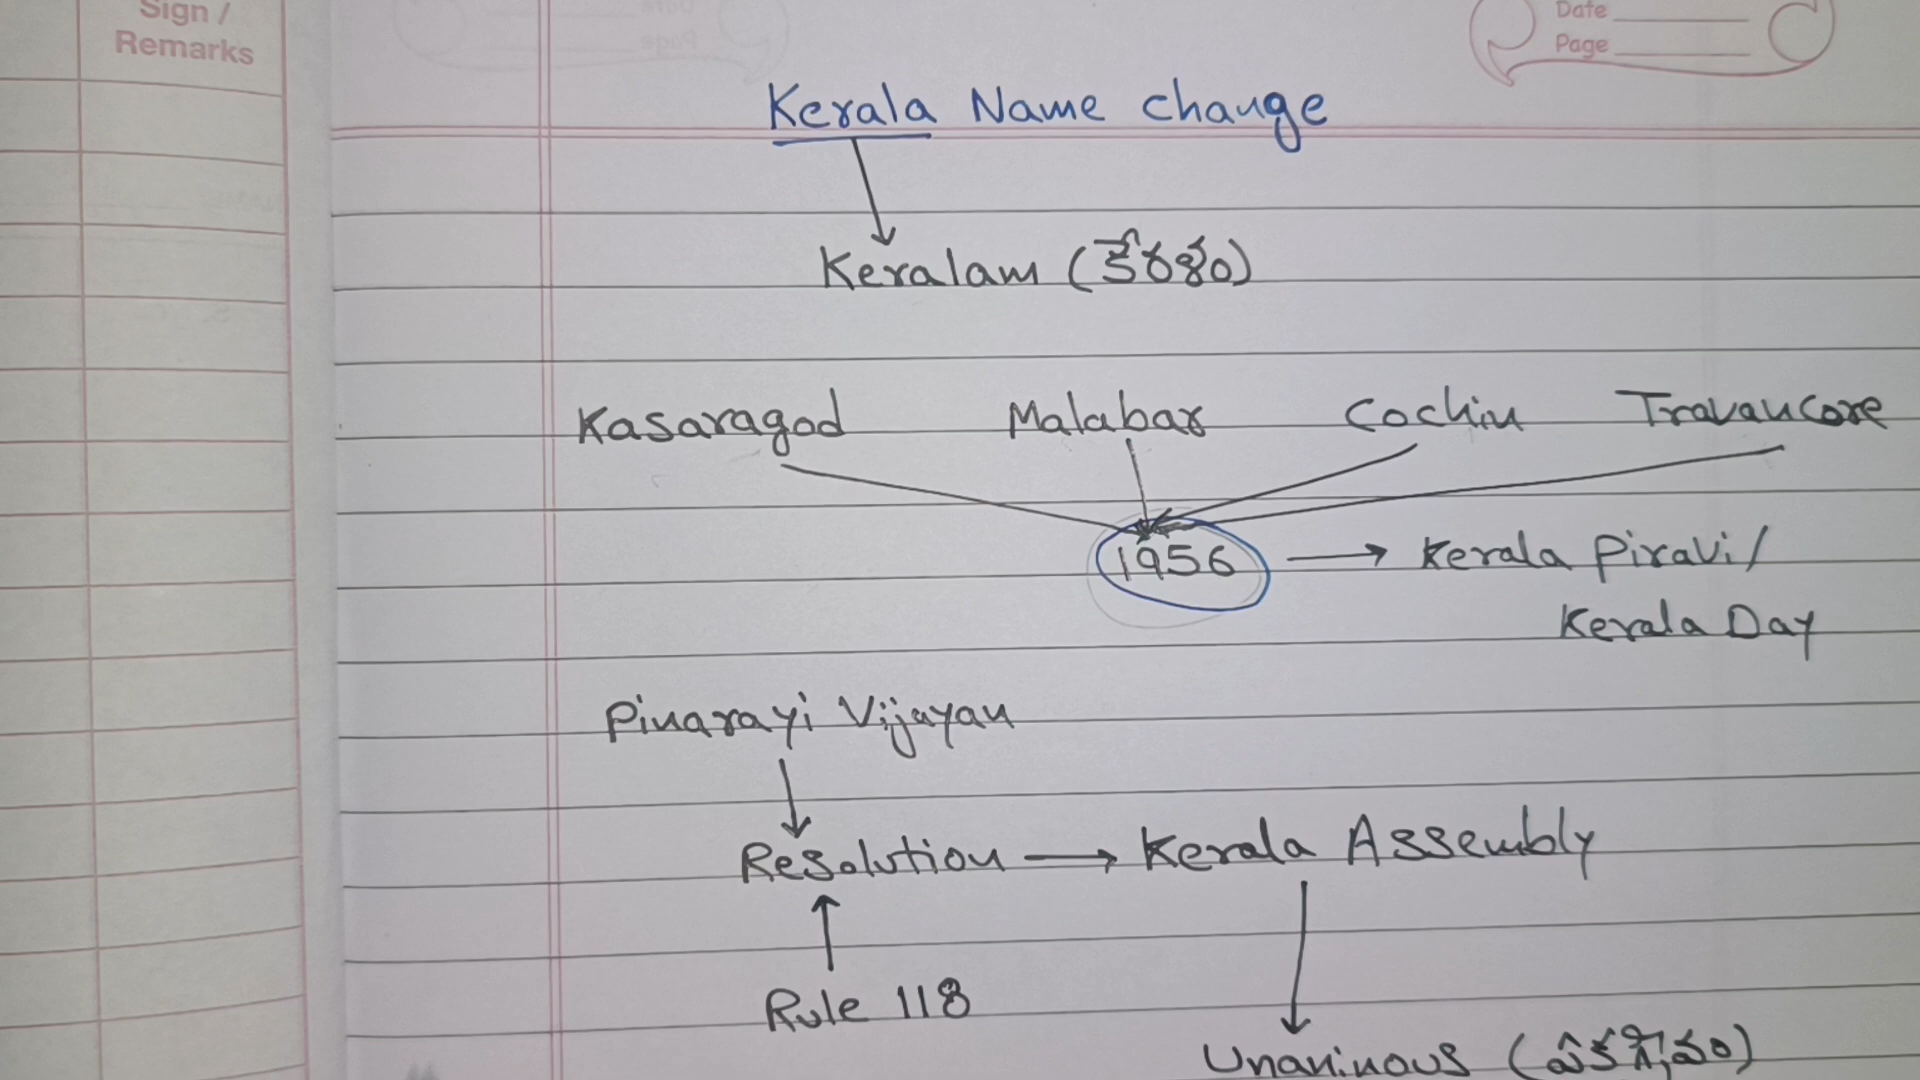 Sign /
Remarks
Date
Page
Kerala Name change
Keralam (కేరళం)
Kasaragod Malabar Cochin Travancore
1956 → Kerala Piravi /
Kerala Day
Pinarayi Vijayan
Resolution → Kerala Assembly
Rule 118
Unaninous (ఏకగ్రీవం)